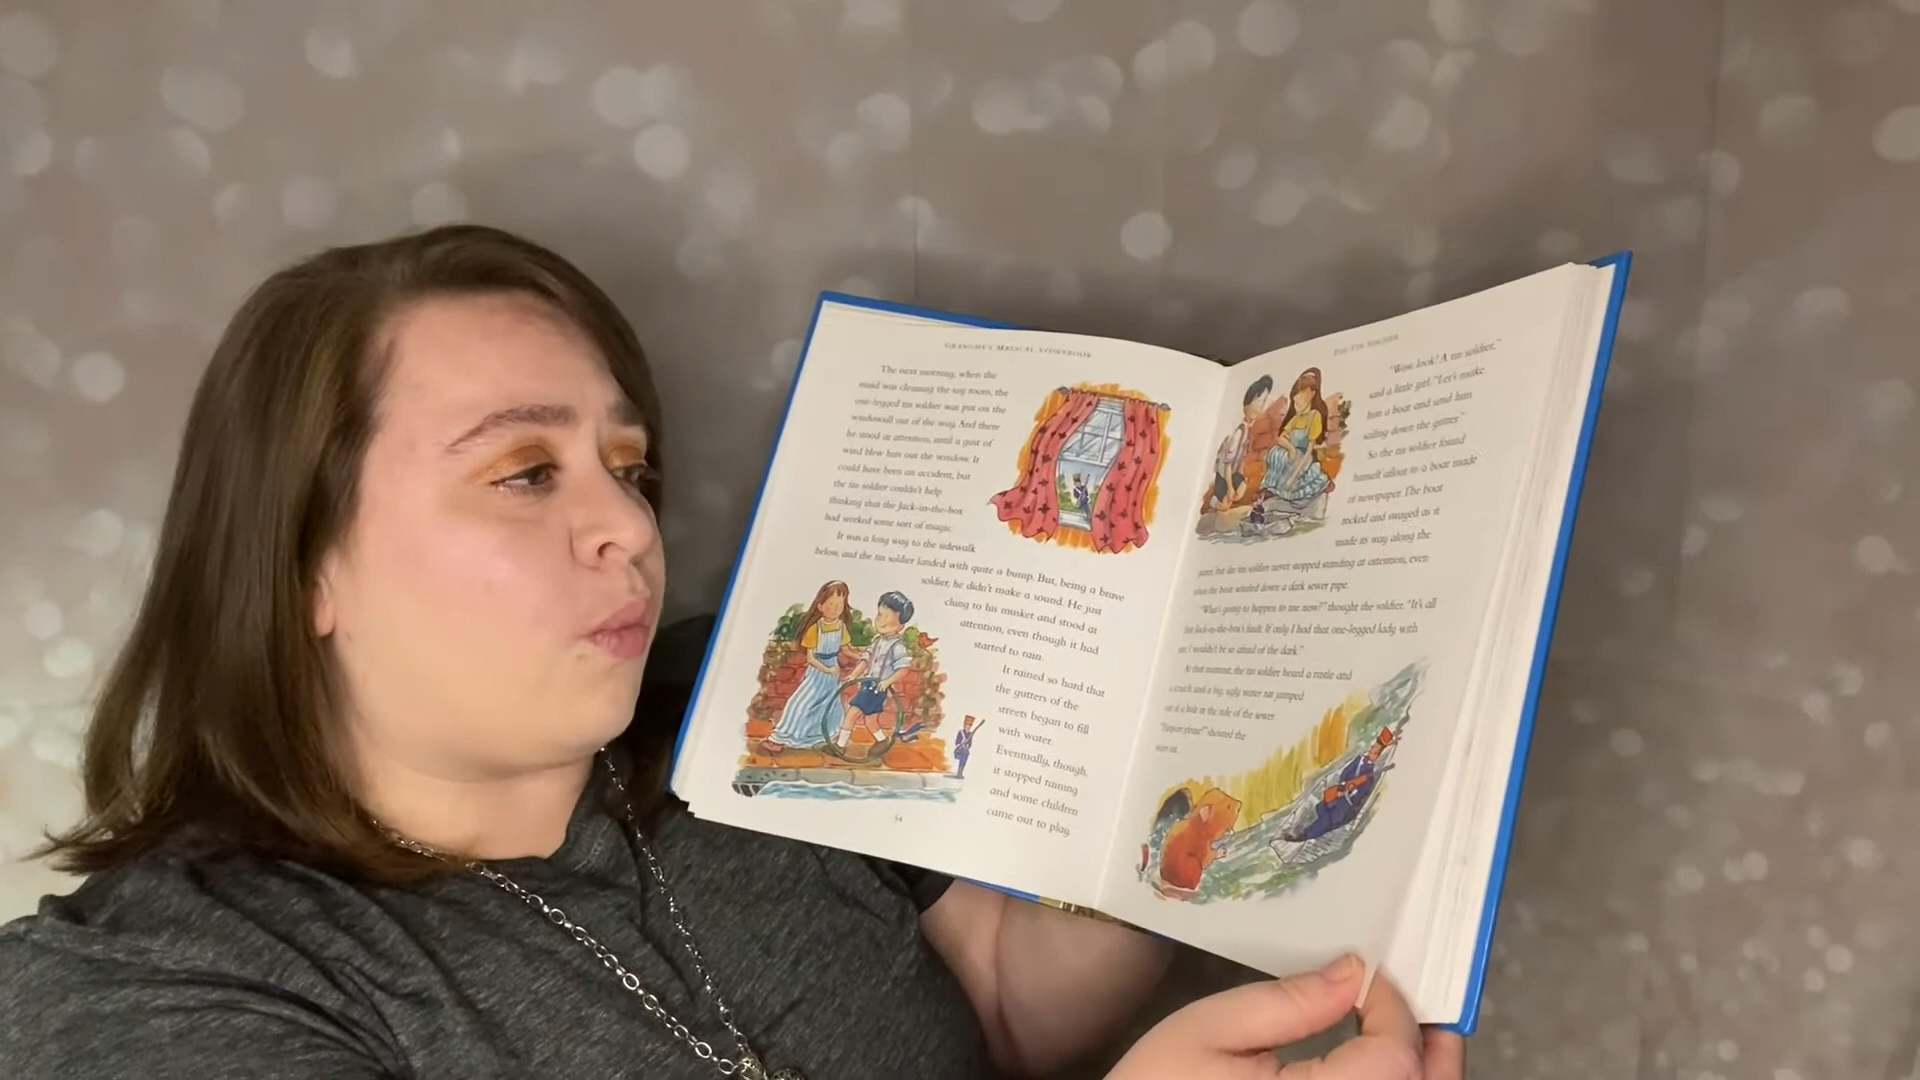 GRANDMA'S MAGICAL STORYBOOK
The next morning, when the
maid was cleaning the toy room, the
one-legged tin soldier was put on the
windowsill out of the way. And there
he stood at attention, until a gust of
wind blew him out the window. It
could have been an accident, but
the tin soldier couldn't help
thinking that the Jack-in-the-box
had worked some sort of magic.
It was a long way to the sidewalk
below, and the tin soldier landed with quite a bump. But, being a brave
soldier, he didn't make a sound. He just
clung to his musket and stood at
attention, even though it had
started to rain.
It rained so hard that
the gutters of the
streets began to fill
with water.
Eventually, though,
it stopped raining
and some children
came out to play.
54
THE TIN SOLDIER
"Wow, look! A tin soldier,"
said a little girl. "Let's make
him a boat and send him
sailing down the gutter."
So the tin soldier found
himself afloat in a boat made
of newspaper. The boat
rocked and swayed as it
made its way along the
gutter, but the tin soldier never stopped standing at attention, even
when the boat whirled down a dark sewer pipe.
"What's going to happen to me now?" thought the soldier. "It's all
that Jack-in-the-box's fault. If only I had that one-legged lady with
me, I wouldn't be so afraid of the dark."
At that moment, the tin soldier heard a rustle and
a crunch and a big, ugly water rat jumped
out of a hole in the side of the sewer.
please!" shouted the
water rat.